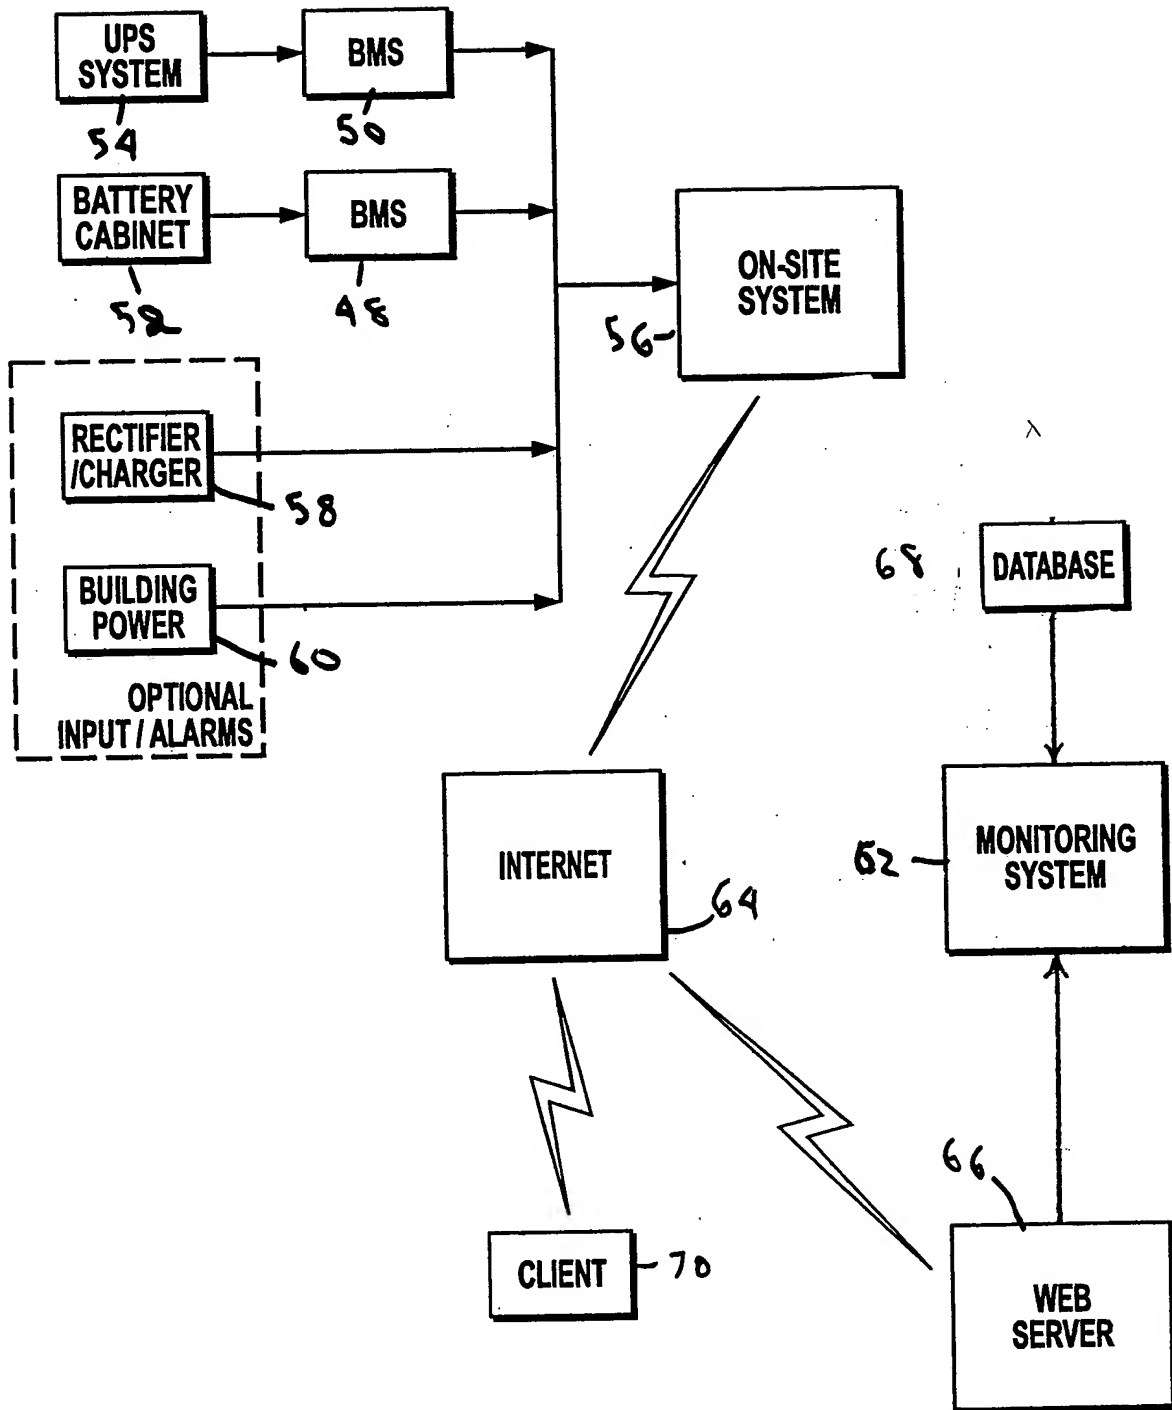 UPS
SYSTEM
54
BMS
50
BATTERY
CABINET
52
BMS
48
ON-SITE
SYSTEM
56
RECTIFIER
/CHARGER
58
BUILDING
POWER
60
OPTIONAL
INPUT / ALARMS
68
DATABASE
INTERNET
64
62
MONITORING
SYSTEM
66
CLIENT
70
WEB
SERVER